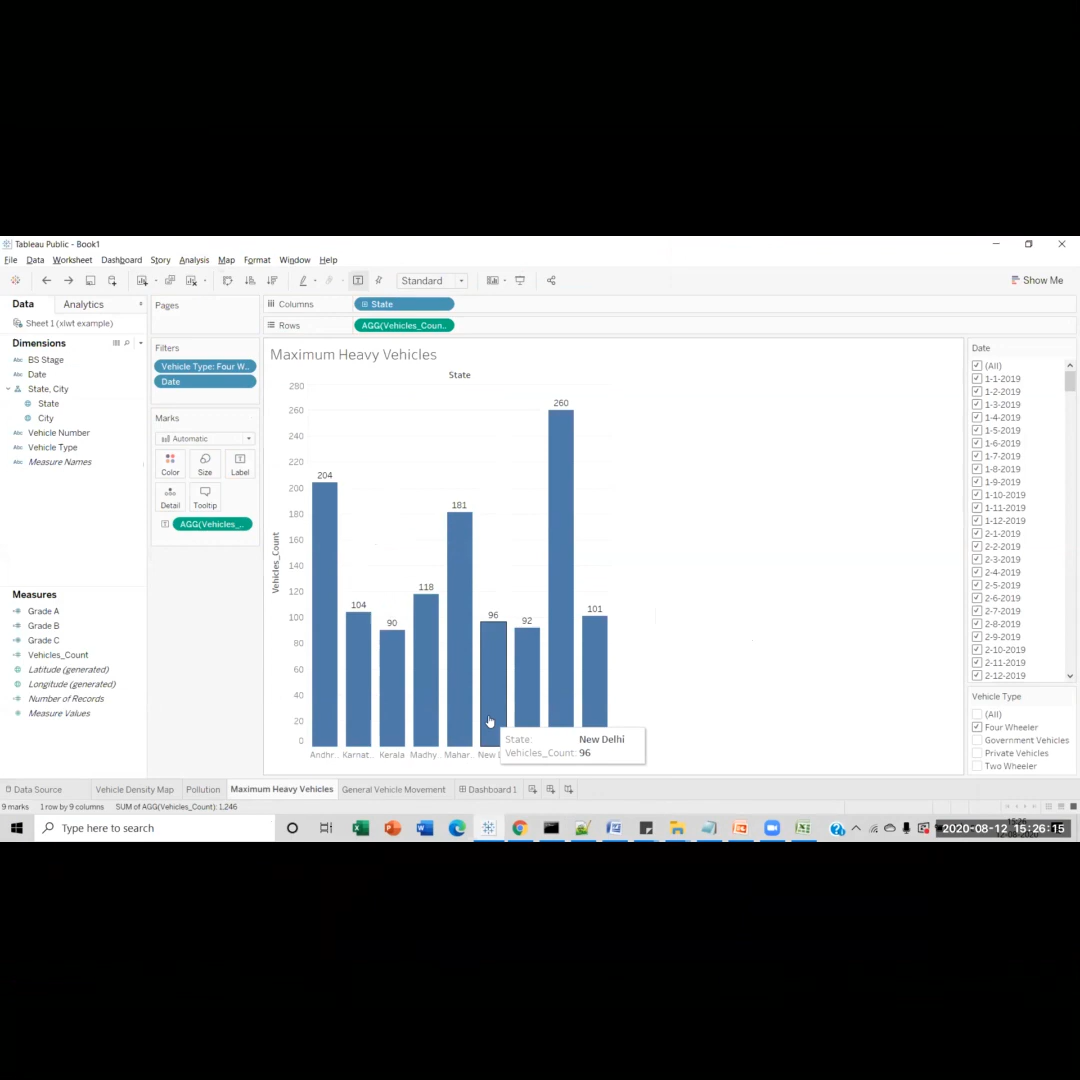 Tableau Public - Book1
File Data Worksheet Dashboard Story Analysis Map Format Window Help
Standard
Show Me
Data Analytics
Sheet 1 (xlwt example)
Dimensions
Abc BS Stage
Abc Date
State, City
State
City
Abc Vehicle Number
Abc Vehicle Type
Abc Measure Names
Measures
Grade A
Grade B
Grade C
Vehicles_Count
Latitude (generated)
Longitude (generated)
Number of Records
Measure Values
Pages
Filters
Vehicle Type: Four W..
Date
Marks
Automatic
Color Size Label
Detail Tooltip
AGG(Vehicles_..
Columns State
Rows AGG(Vehicles_Coun..
Maximum Heavy Vehicles
State
Vehicles_Count
280
260
240
220
200
180
160
140
120
100
80
60
40
20
0
204
104
90
118
181
96
92
260
101
Andhr.. Karnat.. Kerala Madhy.. Mahar..
State: New Delhi
Vehicles_Count: 96
Date
(All)
1-1-2019
1-2-2019
1-3-2019
1-4-2019
1-5-2019
1-6-2019
1-7-2019
1-8-2019
1-9-2019
1-10-2019
1-11-2019
1-12-2019
2-1-2019
2-2-2019
2-3-2019
2-4-2019
2-5-2019
2-6-2019
2-7-2019
2-8-2019
2-9-2019
2-10-2019
2-11-2019
2-12-2019
Vehicle Type
(All)
Four Wheeler
Government Vehicles
Private Vehicles
Two Wheeler
Data Source Vehicle Density Map Pollution Maximum Heavy Vehicles General Vehicle Movement Dashboard 1
9 marks 1 row by 9 columns SUM of AGG(Vehicles_Count): 1,246
Type here to search
2020-08-12 15:26:15